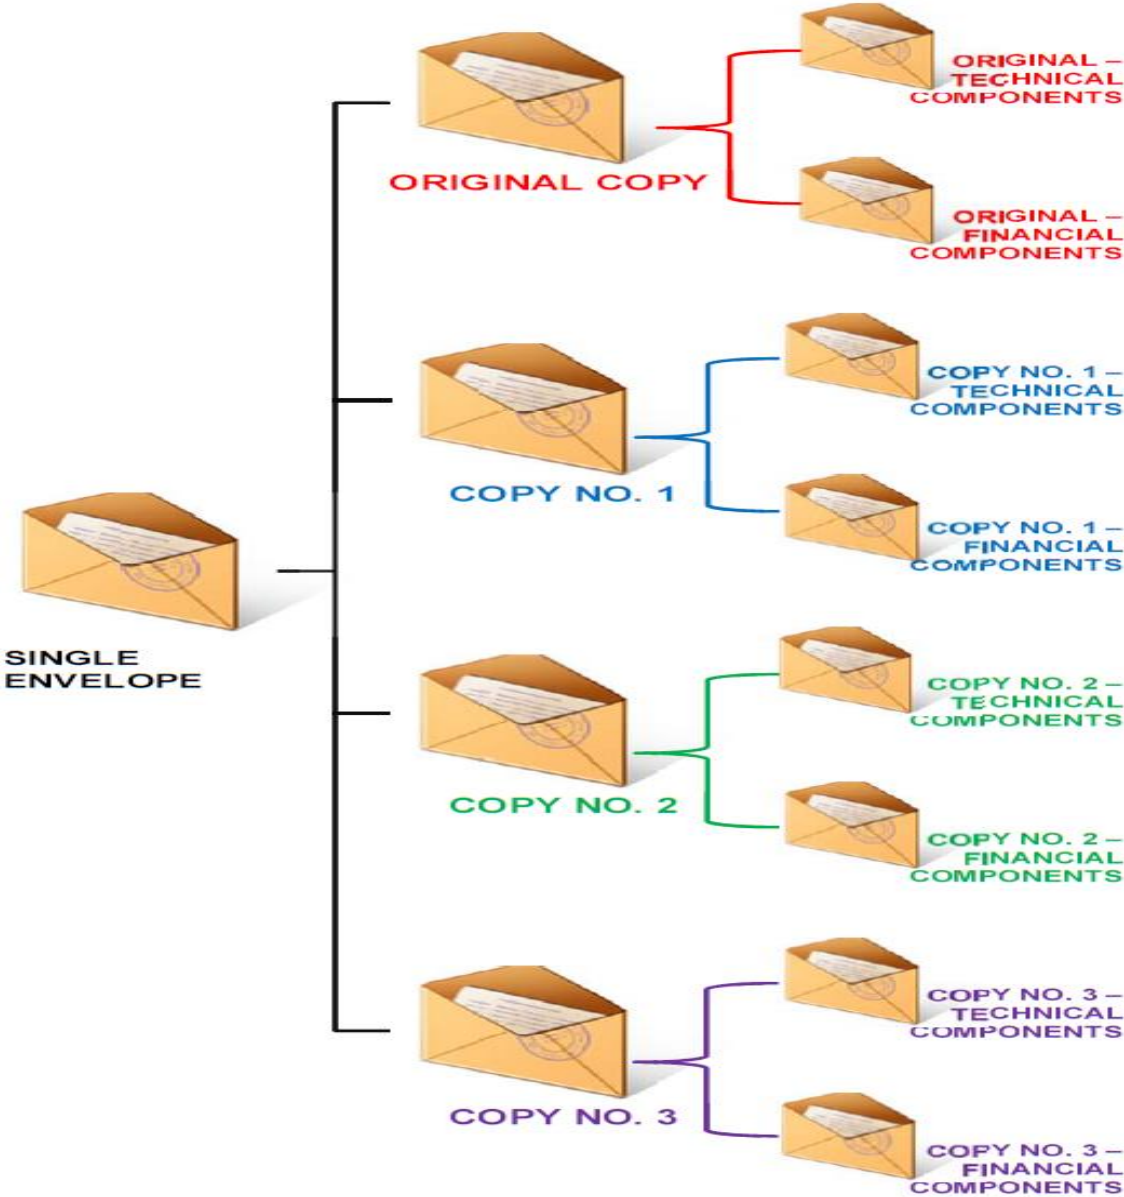 ORIGINAL –
TECHNICAL
COMPONENTS
ORIGINAL COPY
ORIGINAL –
FINANCIAL
COMPONENTS
COPY NO. 1 –
TECHNICAL
COMPONENTS
COPY NO. 1
COPY NO. 1 –
FINANCIAL
COMPONENTS
SINGLE
ENVELOPE
COPY NO. 2 –
TECHNICAL
COMPONENTS
COPY NO. 2
COPY NO. 2 –
FINANCIAL
COMPONENTS
COPY NO. 3 –
TECHNICAL
COMPONENTS
COPY NO. 3
COPY NO. 3 –
FINANCIAL
COMPONENTS